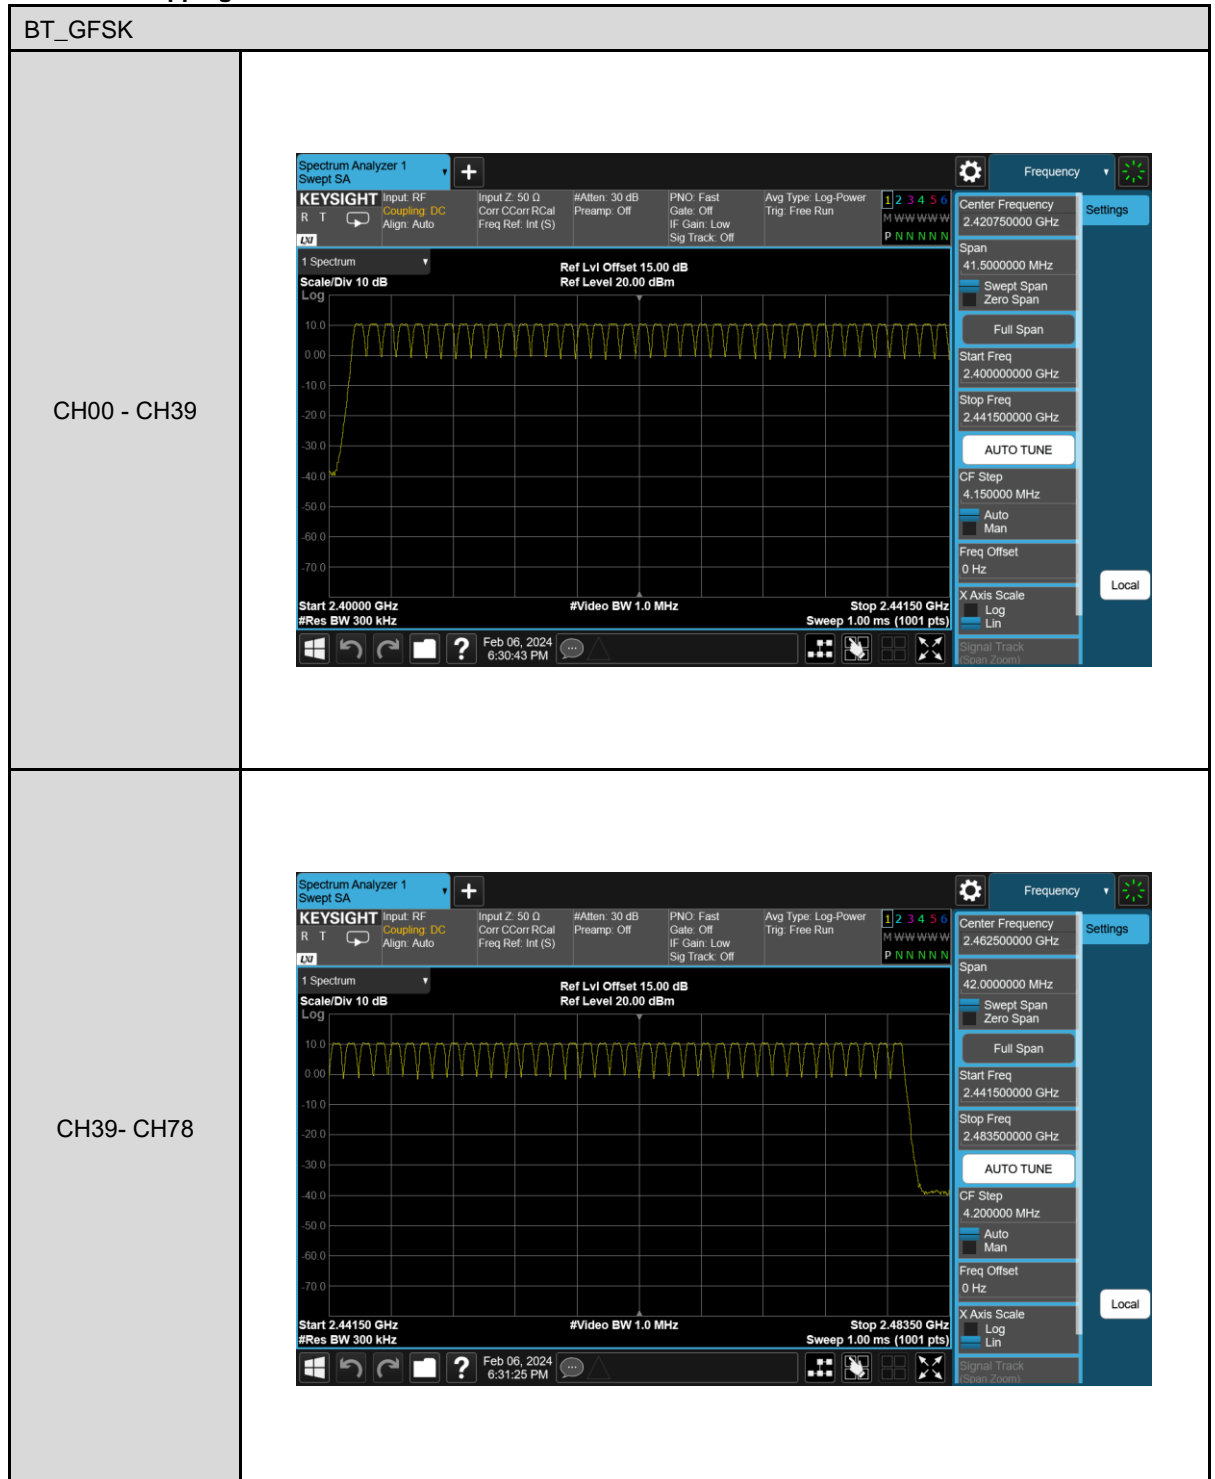 BT_GFSK
CH00 - CH39
Spectrum Analyzer 1
Swept SA
Frequency
KEYSIGHT
R T
LXI
Input: RF
Coupling: DC
Align: Auto
Input Z: 50 Ω
Corr CCorr RCal
Freq Ref: Int (S)
#Atten: 30 dB
Preamp: Off
PNO: Fast
Gate: Off
IF Gain: Low
Sig Track: Off
Avg Type: Log-Power
Trig: Free Run
1 2 3 4 5 6
M W W W W W
P N N N N N
Center Frequency
2.420750000 GHz
Settings
1 Spectrum
Scale/Div 10 dB
Ref Lvl Offset 15.00 dB
Ref Level 20.00 dBm
Log
10.0
0.00
-10.0
-20.0
-30.0
-40.0
-50.0
-60.0
-70.0
Start 2.40000 GHz
#Res BW 300 kHz
#Video BW 1.0 MHz
Stop 2.44150 GHz
Sweep 1.00 ms (1001 pts)
Span
41.5000000 MHz
Swept Span
Zero Span
Full Span
Start Freq
2.400000000 GHz
Stop Freq
2.441500000 GHz
AUTO TUNE
CF Step
4.150000 MHz
Auto
Man
Freq Offset
0 Hz
X Axis Scale
Log
Lin
Signal Track
(Span Zoom)
Local
?
Feb 06, 2024
6:30:43 PM
CH39- CH78
Spectrum Analyzer 1
Swept SA
Frequency
KEYSIGHT
R T
LXI
Input: RF
Coupling: DC
Align: Auto
Input Z: 50 Ω
Corr CCorr RCal
Freq Ref: Int (S)
#Atten: 30 dB
Preamp: Off
PNO: Fast
Gate: Off
IF Gain: Low
Sig Track: Off
Avg Type: Log-Power
Trig: Free Run
1 2 3 4 5 6
M W W W W W
P N N N N N
Center Frequency
2.462500000 GHz
Settings
1 Spectrum
Scale/Div 10 dB
Ref Lvl Offset 15.00 dB
Ref Level 20.00 dBm
Log
10.0
0.00
-10.0
-20.0
-30.0
-40.0
-50.0
-60.0
-70.0
Start 2.44150 GHz
#Res BW 300 kHz
#Video BW 1.0 MHz
Stop 2.48350 GHz
Sweep 1.00 ms (1001 pts)
Span
42.0000000 MHz
Swept Span
Zero Span
Full Span
Start Freq
2.441500000 GHz
Stop Freq
2.483500000 GHz
AUTO TUNE
CF Step
4.200000 MHz
Auto
Man
Freq Offset
0 Hz
X Axis Scale
Log
Lin
Signal Track
(Span Zoom)
Local
?
Feb 06, 2024
6:31:25 PM